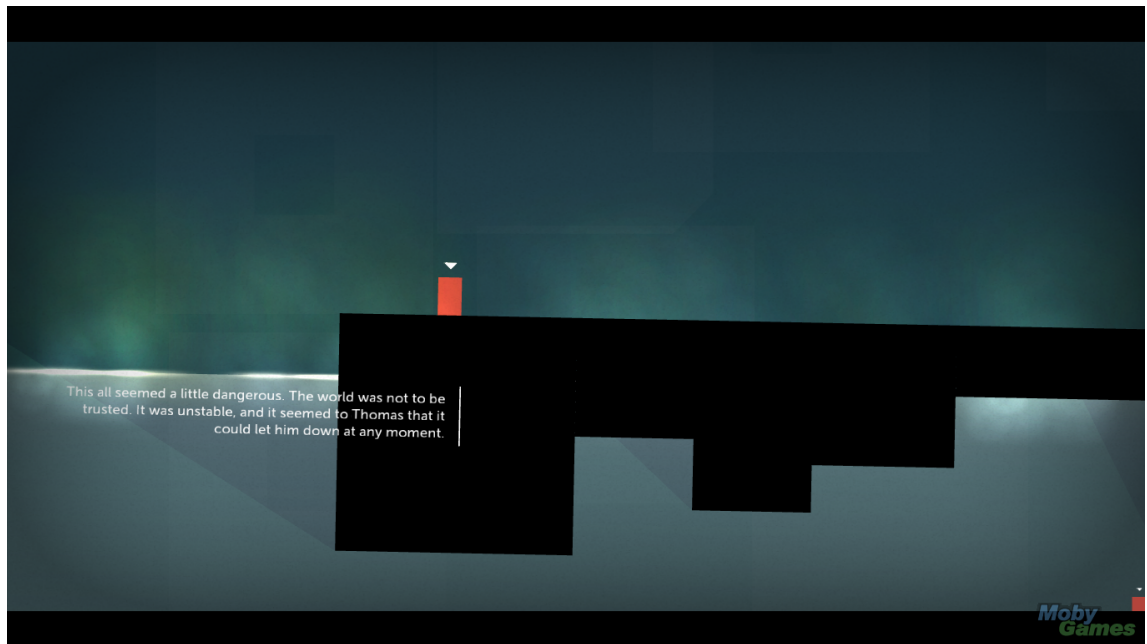 This all seemed a little dangerous. The world was not to be
trusted. It was unstable, and it seemed to Thomas that it
could let him down at any moment.
Moby
Games